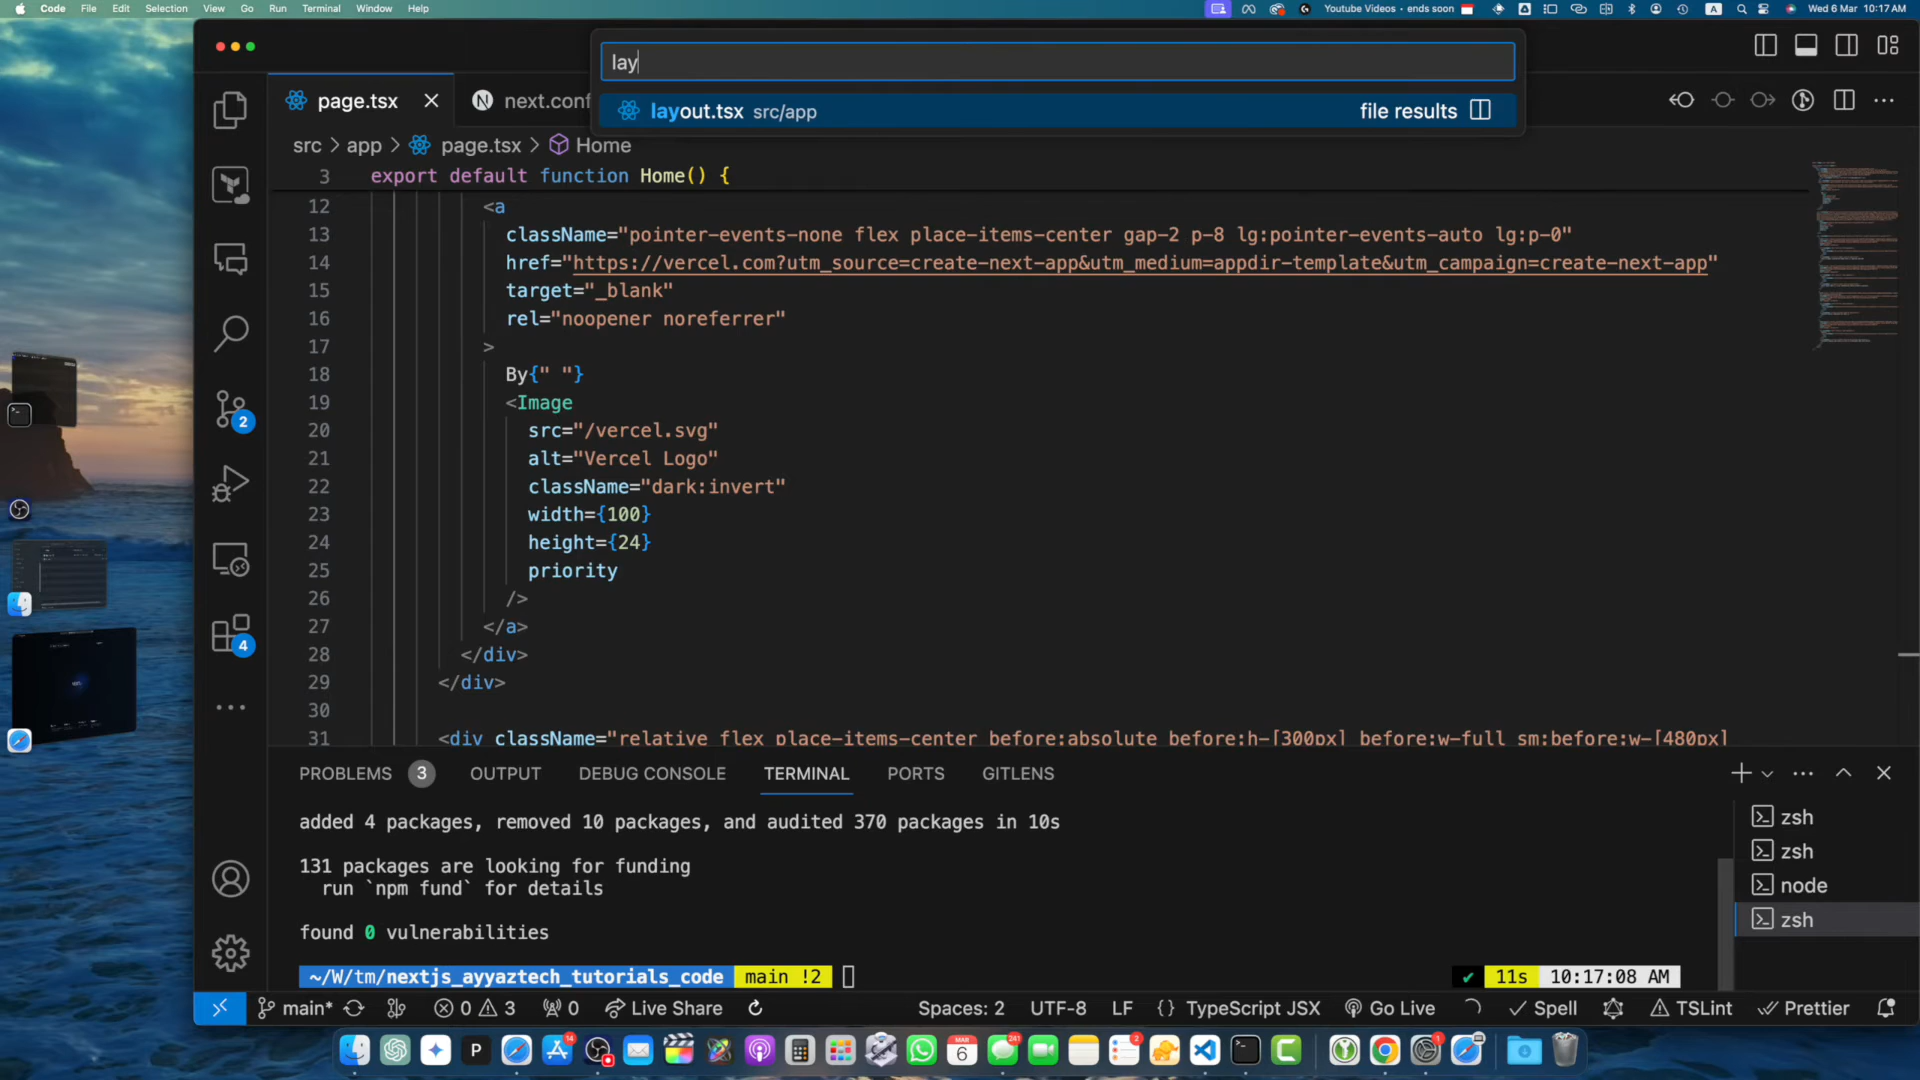 Code File Edit Selection View Go Run Terminal Window Help
Youtube Videos • ends soon
A
Wed 6 Mar 10:17 AM
lay
layout.tsx src/app
file results
page.tsx
next.conf
src > app > page.tsx > Home
3 export default function Home() {
12 <a
13 className="pointer-events-none flex place-items-center gap-2 p-8 lg:pointer-events-auto lg:p-0"
14 href="https://vercel.com?utm_source=create-next-app&utm_medium=appdir-template&utm_campaign=create-next-app"
15 target="_blank"
16 rel="noopener noreferrer"
17 >
18 By{" "}
19 <Image
20 src="/vercel.svg"
21 alt="Vercel Logo"
22 className="dark:invert"
23 width={100}
24 height={24}
25 priority
26 />
27 </a>
28 </div>
29 </div>
30
31 <div className="relative flex place-items-center before:absolute before:h-[300px] before:w-full sm:before:w-[480px]
2
4
PROBLEMS 3 OUTPUT DEBUG CONSOLE TERMINAL PORTS GITLENS
added 4 packages, removed 10 packages, and audited 370 packages in 10s
131 packages are looking for funding
run `npm fund` for details
found 0 vulnerabilities
~/W/tm/nextjs_ayyaztech_tutorials_code main !2
✔ 11s 10:17:08 AM
zsh
zsh
node
zsh
main* 0 3 0 Live Share
Spaces: 2 UTF-8 LF {} TypeScript JSX Go Live Spell TSLint Prettier
P
14
MAR
6
241
2
1